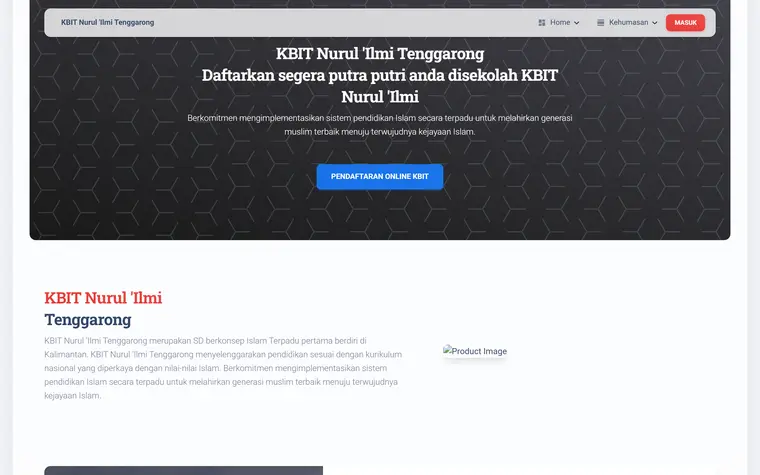 KBIT Nurul 'Ilmi Tenggarong
Home
Kehumasan
MASUK
KBIT Nurul 'Ilmi Tenggarong
Daftarkan segera putra putri anda disekolah KBIT
Nurul 'Ilmi
Berkomitmen mengimplementasikan sistem pendidikan Islam secara terpadu untuk melahirkan generasi
muslim terbaik menuju terwujudnya kejayaan Islam.
PENDAFTARAN ONLINE KBIT
KBIT Nurul 'Ilmi
Tenggarong
KBIT Nurul 'Ilmi Tenggarong merupakan SD berkonsep Islam Terpadu pertama berdiri di
Kalimantan. KBIT Nurul 'Ilmi Tenggarong menyelenggarakan pendidikan sesuai dengan kurikulum
nasional yang diperkaya dengan nilai-nilai Islam. Berkomitmen mengimplementasikan sistem
pendidikan Islam secara terpadu untuk melahirkan generasi muslim terbaik menuju terwujudnya
kejayaan Islam.
Product Image